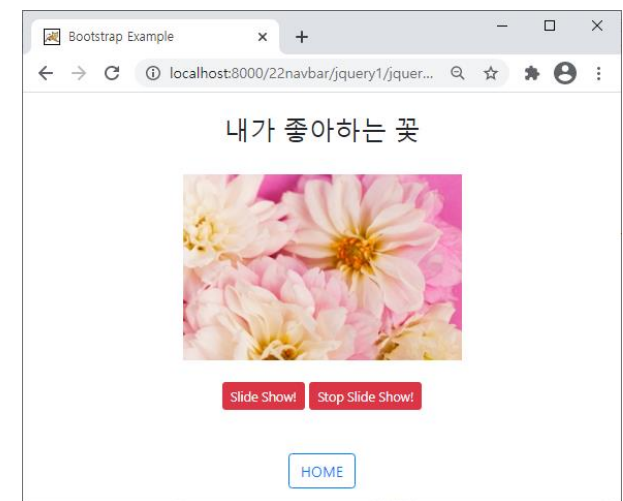 Bootstrap Example
localhost:8000/22navbar/jquery1/jquer...
내가 좋아하는 꽃
Slide Show! Stop Slide Show!
HOME